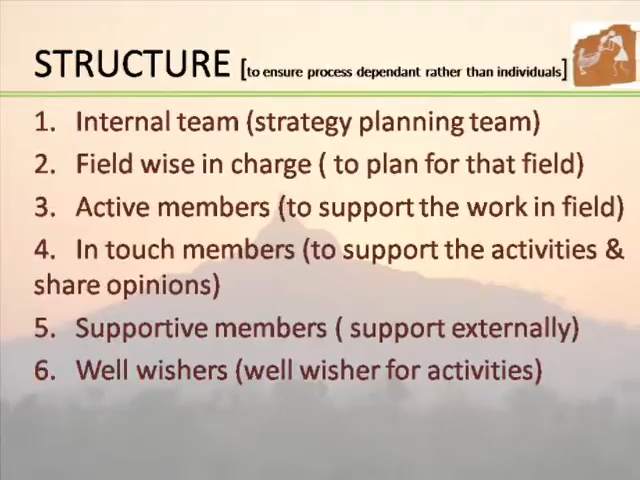 STRUCTURE [to ensure process dependant rather than individuals]
1. Internal team (strategy planning team)
2. Field wise in charge ( to plan for that field)
3. Active members (to support the work in field)
4. In touch members (to support the activities &
share opinions)
5. Supportive members ( support externally)
6. Well wishers (well wisher for activities)